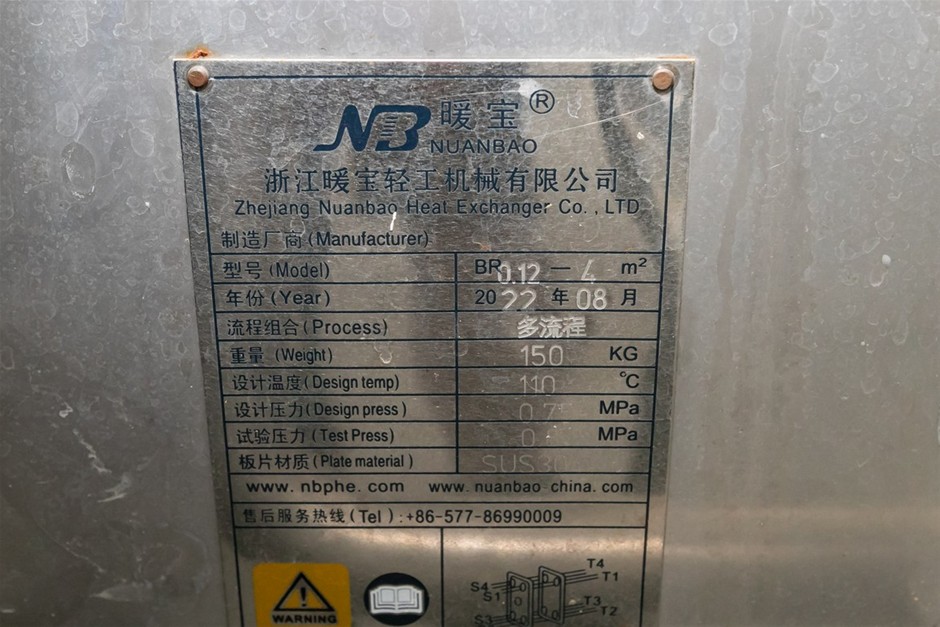 NB 暖宝®
NUANBAO
浙江暖宝轻工机械有限公司
Zhejiang Nuanbao Heat Exchanger Co.,LTD
制造厂商(Manufacturer)
型号(Model) BR 0.12 — 4 m²
年份(Year) 2022 年 08 月
流程组合(Process) 多流程
重量(Weight) 150 KG
设计温度(Design temp) 110 ℃
设计压力(Design press) 0.7 MPa
试验压力(Test Press) MPa
板片材质(Plate material)
www.nbphe.com www.nuanbao-china.com
售后服务热线(Tel):+86-577-86990009
T4
S4 T1
S1
T3
S3 T2
WARNING